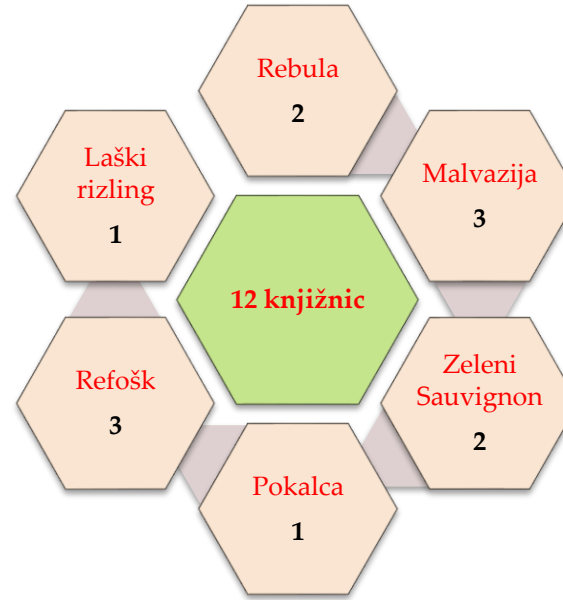 Rebula
2
Malvazija
3
Zeleni
Sauvignon
2
Pokalca
1
Refošk
3
Laški
rizling
1
12 knjižnic